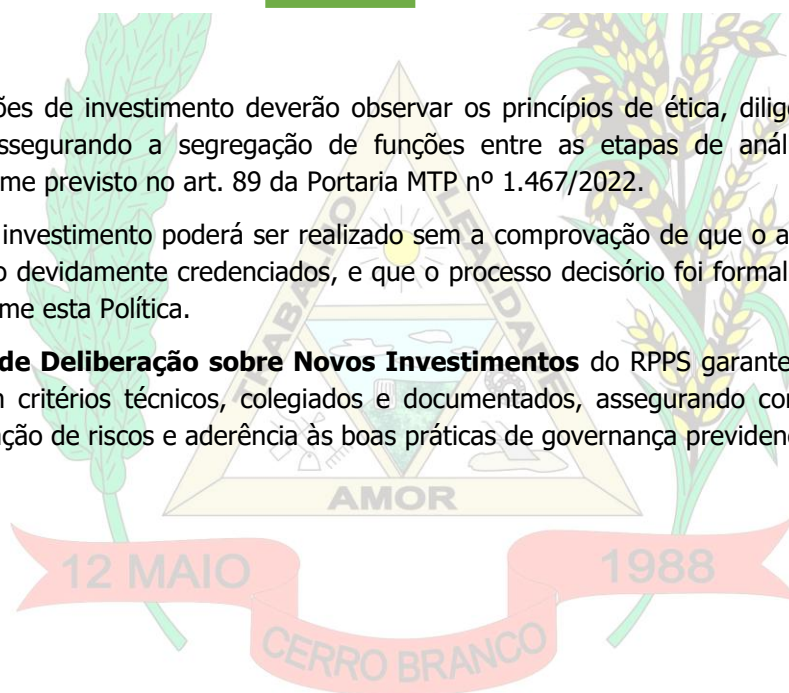 ões de investimento deverão observar os princípios de ética, dilig
ssegurando a segregação de funções entre as etapas de anál
me previsto no art. 89 da Portaria MTP nº 1.467/2022.
investimento poderá ser realizado sem a comprovação de que o a
o devidamente credenciados, e que o processo decisório foi formal
me esta Política.
de Deliberação sobre Novos Investimentos do RPPS garante
critérios técnicos, colegiados e documentados, assegurando con
ação de riscos e aderência às boas práticas de governança previden
TRABALHO
LEALDADE
AMOR
12 MAIO
1988
CERRO BRANCO